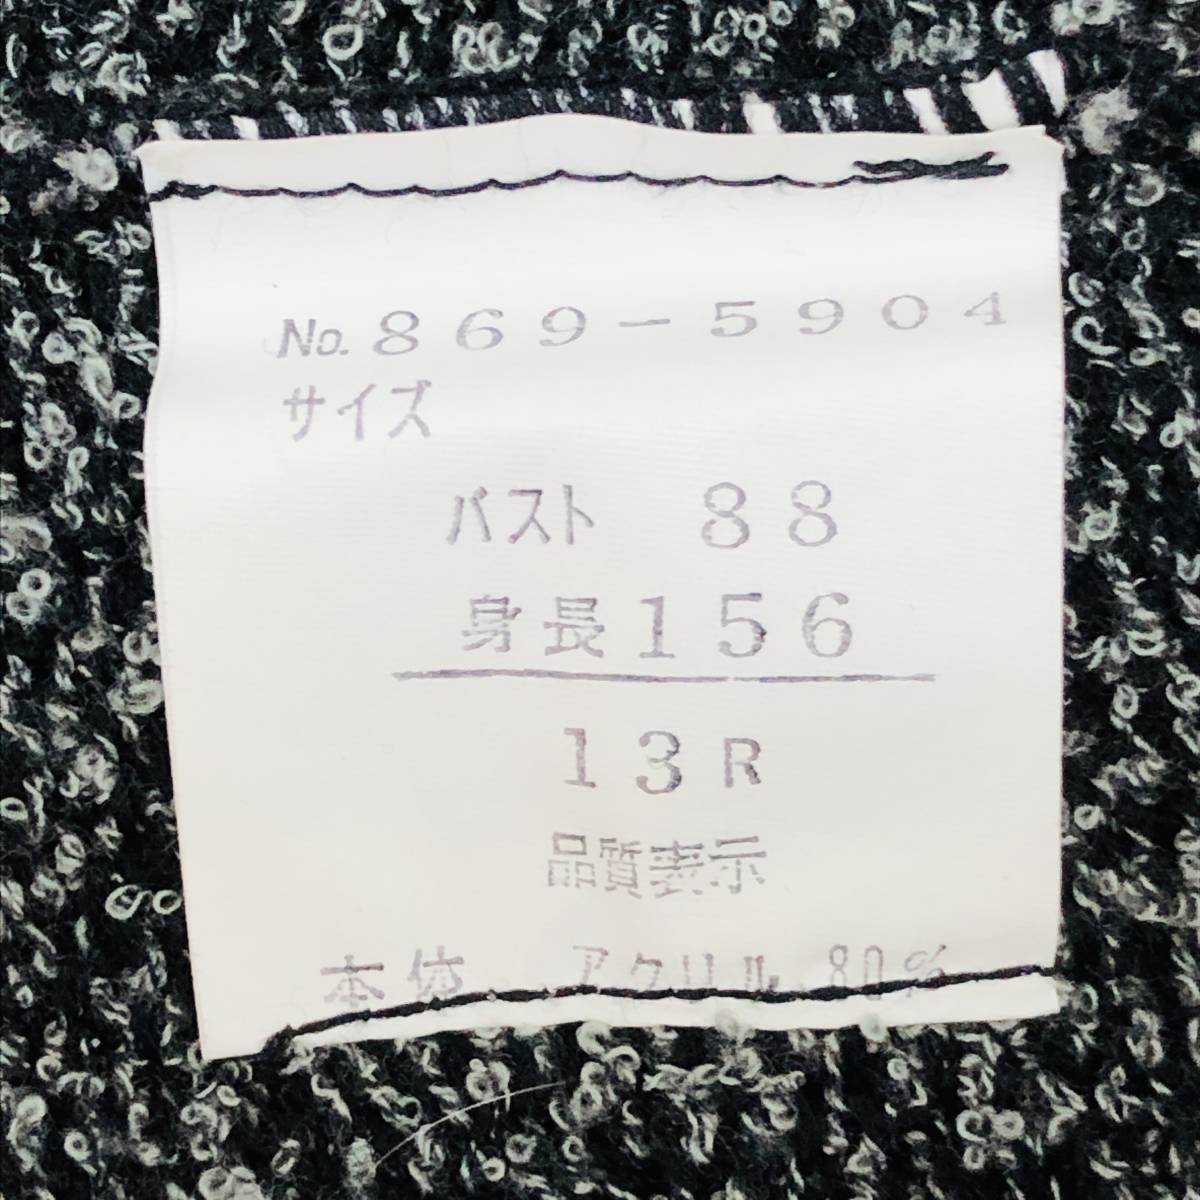 No. 869-5904
サイズ
バスト 88
身長156
13R
品質表示
本体 アクリル 80%